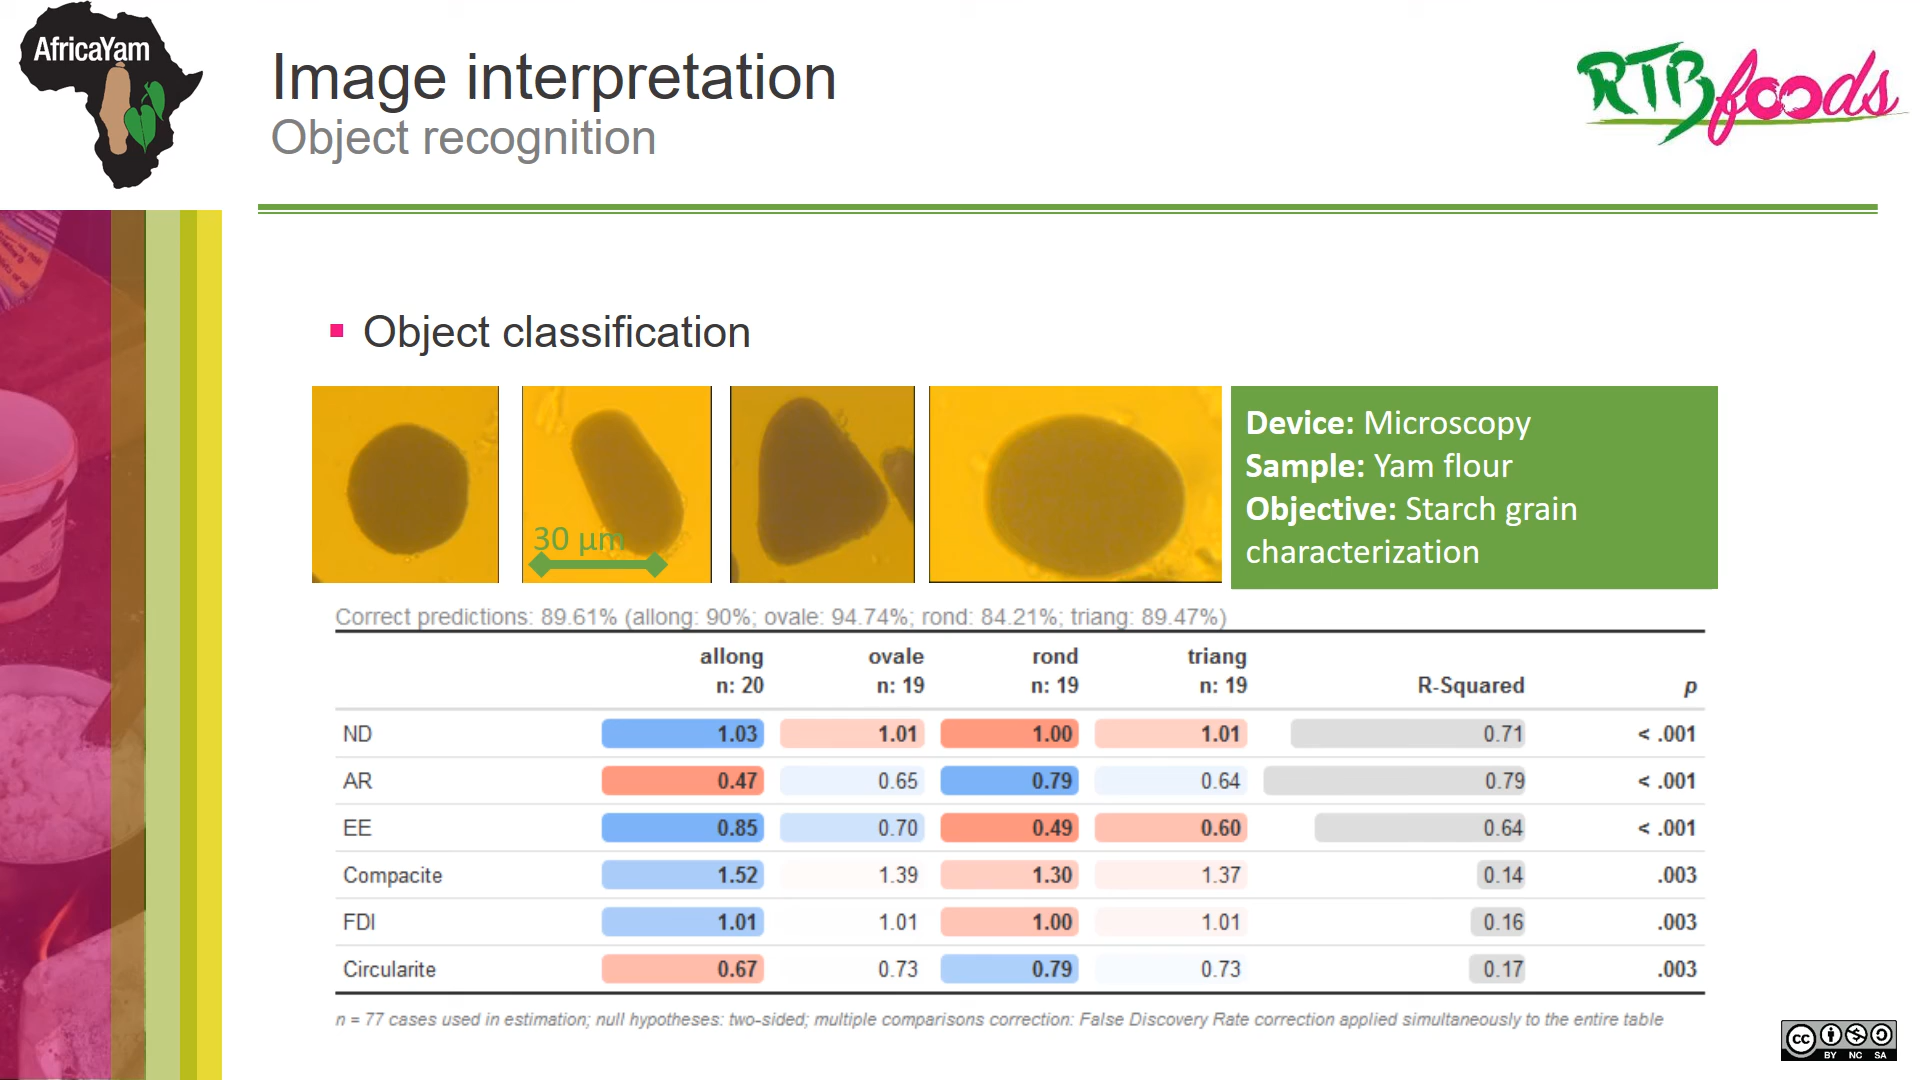 AfricaYam
Image interpretation
Object recognition
RTBfoods
Object classification
30 µm
Device: Microscopy
Sample: Yam flour
Objective: Starch grain
characterization
Correct predictions: 89.61% (allong: 90%; ovale: 94.74%; rond: 84.21%; triang: 89.47%)
allong ovale rond triang
n: 20 n: 19 n: 19 n: 19 R-Squared p
ND 1.03 1.01 1.00 1.01 0.71 < .001
AR 0.47 0.65 0.79 0.64 0.79 < .001
EE 0.85 0.70 0.49 0.60 0.64 < .001
Compacite 1.52 1.39 1.30 1.37 0.14 .003
FDI 1.01 1.01 1.00 1.01 0.16 .003
Circularite 0.67 0.73 0.79 0.73 0.17 .003
n = 77 cases used in estimation; null hypotheses: two-sided; multiple comparisons correction: False Discovery Rate correction applied simultaneously to the entire table
cc
BY NC SA